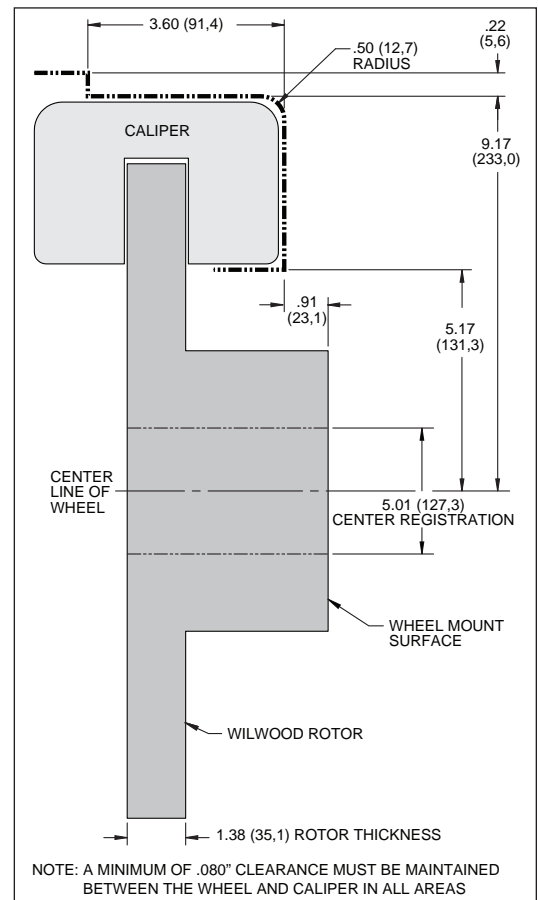 3.60 (91,4)
.22
(5,6)
.50 (12,7)
RADIUS
CALIPER
9.17
(233,0)
.91
(23,1)
5.17
(131,3)
CENTER
LINE OF
WHEEL
5.01 (127,3)
CENTER REGISTRATION
WHEEL MOUNT
SURFACE
WILWOOD ROTOR
1.38 (35,1) ROTOR THICKNESS
NOTE: A MINIMUM OF .080" CLEARANCE MUST BE MAINTAINED
BETWEEN THE WHEEL AND CALIPER IN ALL AREAS